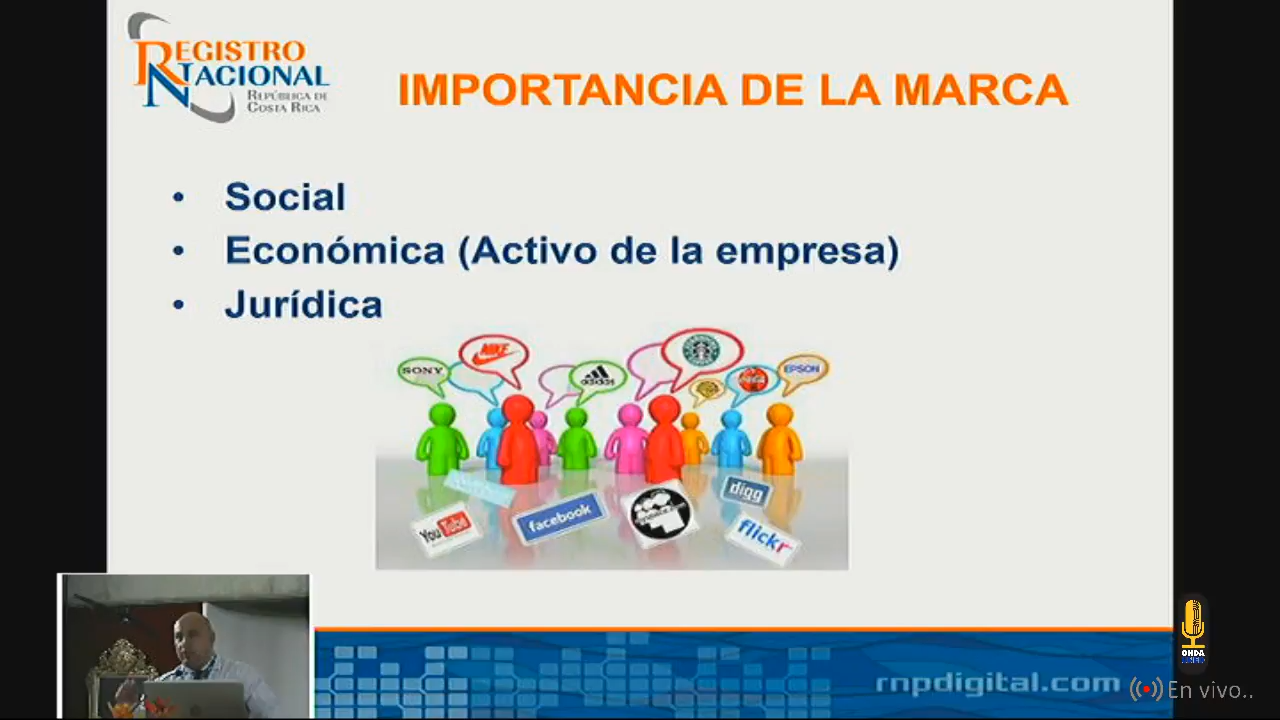 REGISTRO
NACIONAL
REPÚBLICA DE
COSTA RICA
IMPORTANCIA DE LA MARCA
• Social
• Económica (Activo de la empresa)
• Jurídica
SONY
NIKE
adidas
EPSON
YouTube
facebook
digg
flickr
rnpdigital.com
ONDA
En vivo..